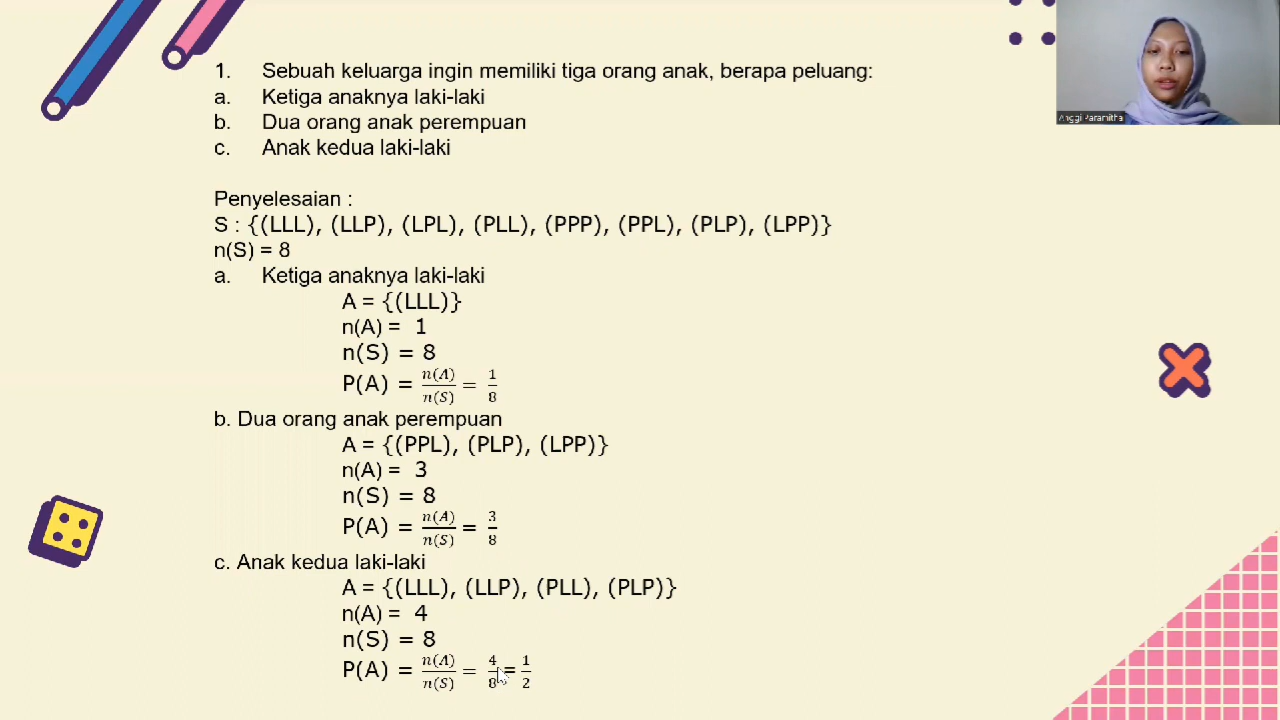 1. Sebuah keluarga ingin memiliki tiga orang anak, berapa peluang:
a. Ketiga anaknya laki-laki
b. Dua orang anak perempuan
c. Anak kedua laki-laki
Penyelesaian :
S : {(LLL), (LLP), (LPL), (PLL), (PPP), (PPL), (PLP), (LPP)}
n(S) = 8
a. Ketiga anaknya laki-laki
A = {(LLL)}
n(A) = 1
n(S) = 8
P(A) = n(A)/n(S) = 1/8
b. Dua orang anak perempuan
A = {(PPL), (PLP), (LPP)}
n(A) = 3
n(S) = 8
P(A) = n(A)/n(S) = 3/8
c. Anak kedua laki-laki
A = {(LLL), (LLP), (PLL), (PLP)}
n(A) = 4
n(S) = 8
P(A) = n(A)/n(S) = 4/8 = 1/2
Anggi Paramitha